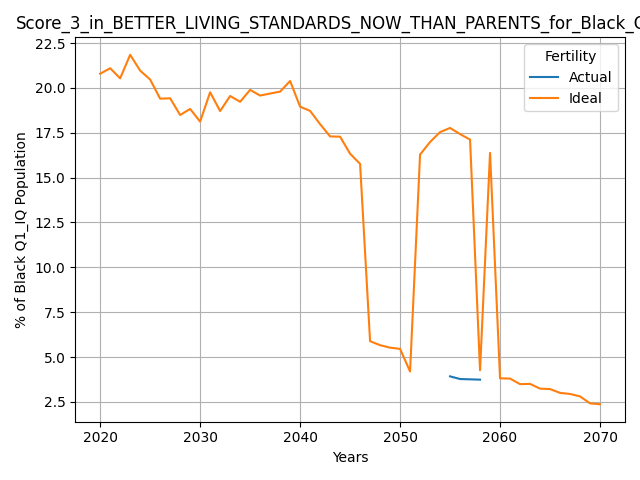 Score_3_in_BETTER_LIVING_STANDARDS_NOW_THAN_PARENTS_for_Black_
Fertility
Actual
Ideal
% of Black Q1_IQ Population
22.5
20.0
17.5
15.0
12.5
10.0
7.5
5.0
2.5
2020 2030 2040 2050 2060 2070
Years